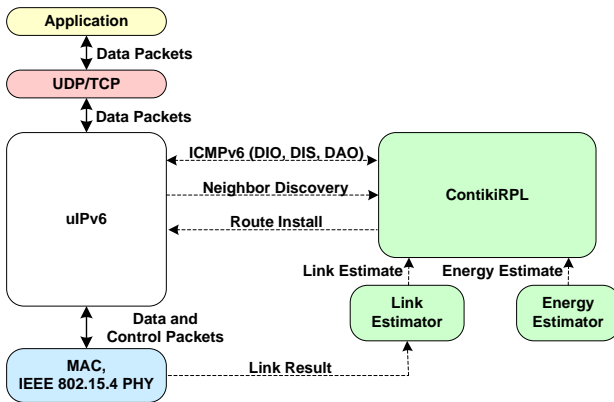 Application
Data Packets
UDP/TCP
Data Packets
uIPv6
ICMPv6 (DIO, DIS, DAO)
Neighbor Discovery
Route Install
ContikiRPL
Link Estimate
Energy Estimate
Link
Estimator
Energy
Estimator
Data and
Control Packets
MAC,
IEEE 802.15.4 PHY
Link Result